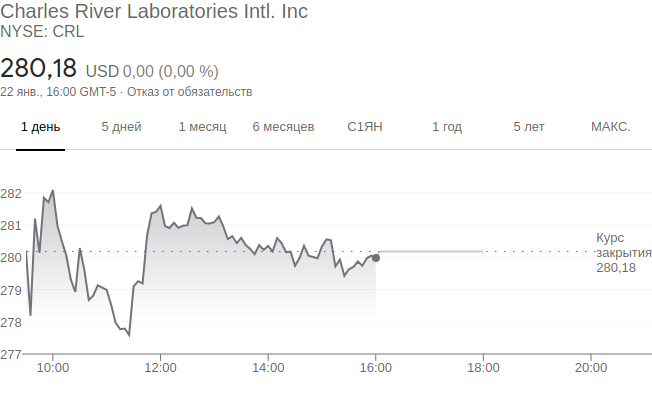 Charles River Laboratories Intl. Inc
NYSE: CRL
280,18 USD 0,00 (0,00 %)
22 янв., 16:00 GMT-5 · Отказ от обязательств
1 день 5 дней 1 месяц 6 месяцев С1ЯН 1 год 5 лет МАКС.
282
281
280
279
278
277
Курс
закрытия
280,18
10:00 12:00 14:00 16:00 18:00 20:00